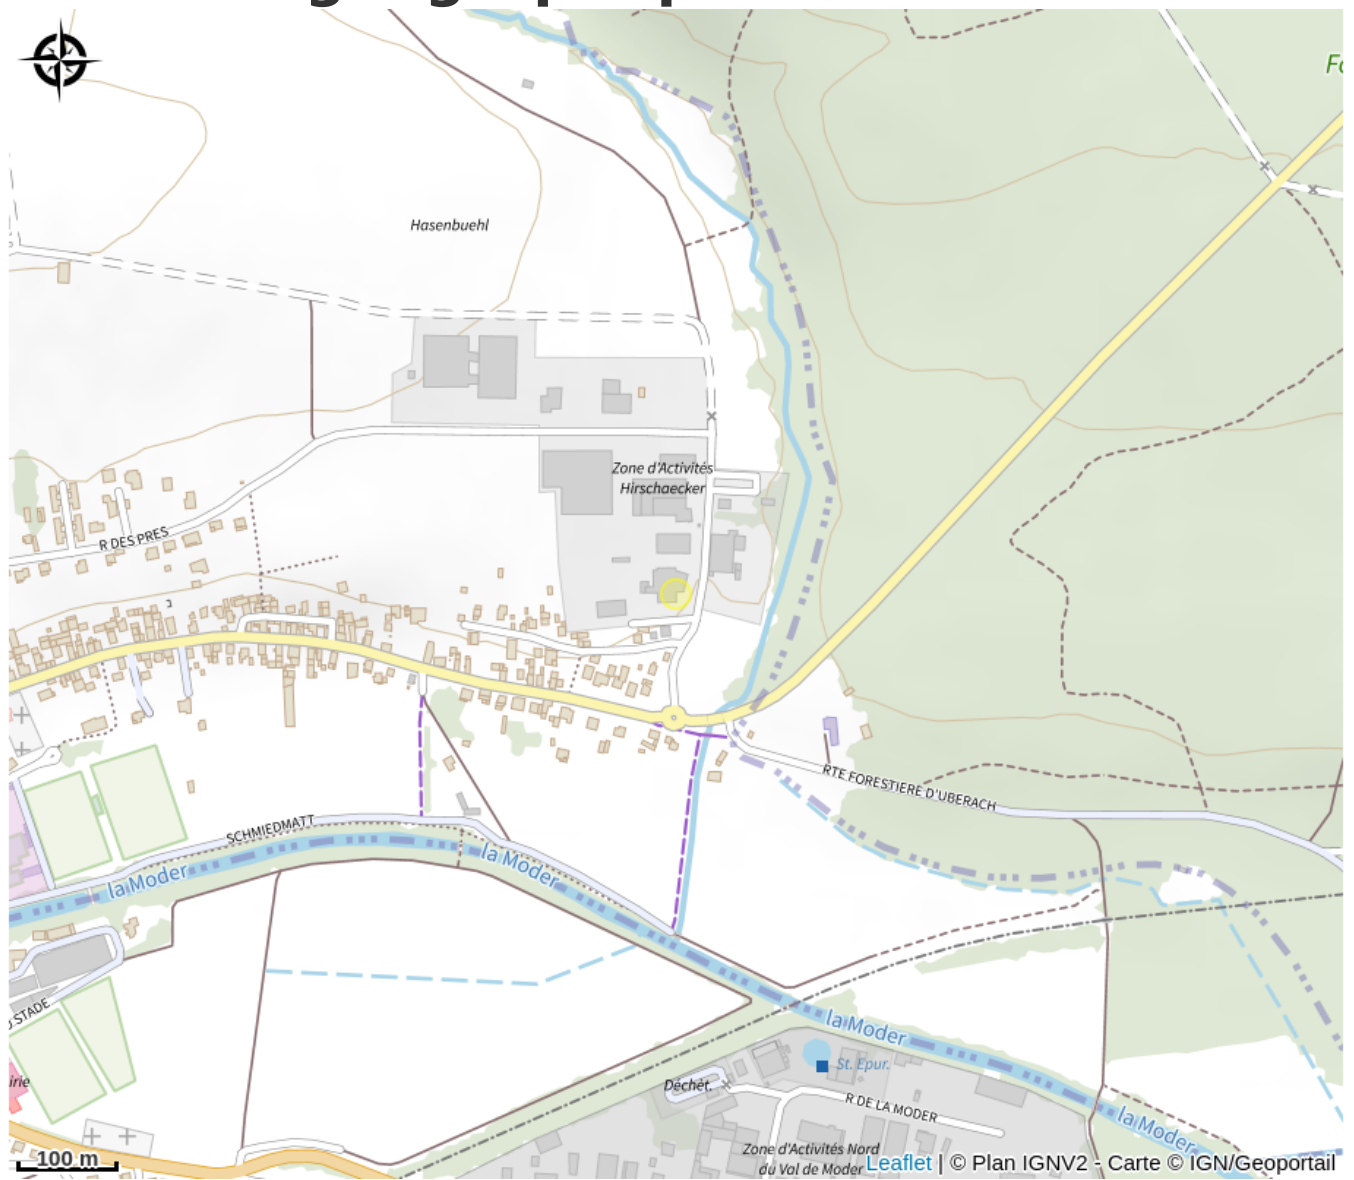 Hasenbuehl
Zone d'Activités
Hirschaecker
R DES PRES
RTE FORESTIERE D'UBERACH
SCHMIEDMATT
la Moder
la Moder
STADE
la Moder
St. Epur.
Déchèt.
R DE LA MODER
la Moder
Zone d'Activités Nord
du Val de Moder
100 m
Leaflet | © Plan IGNV2 - Carte © IGN/Geoportail